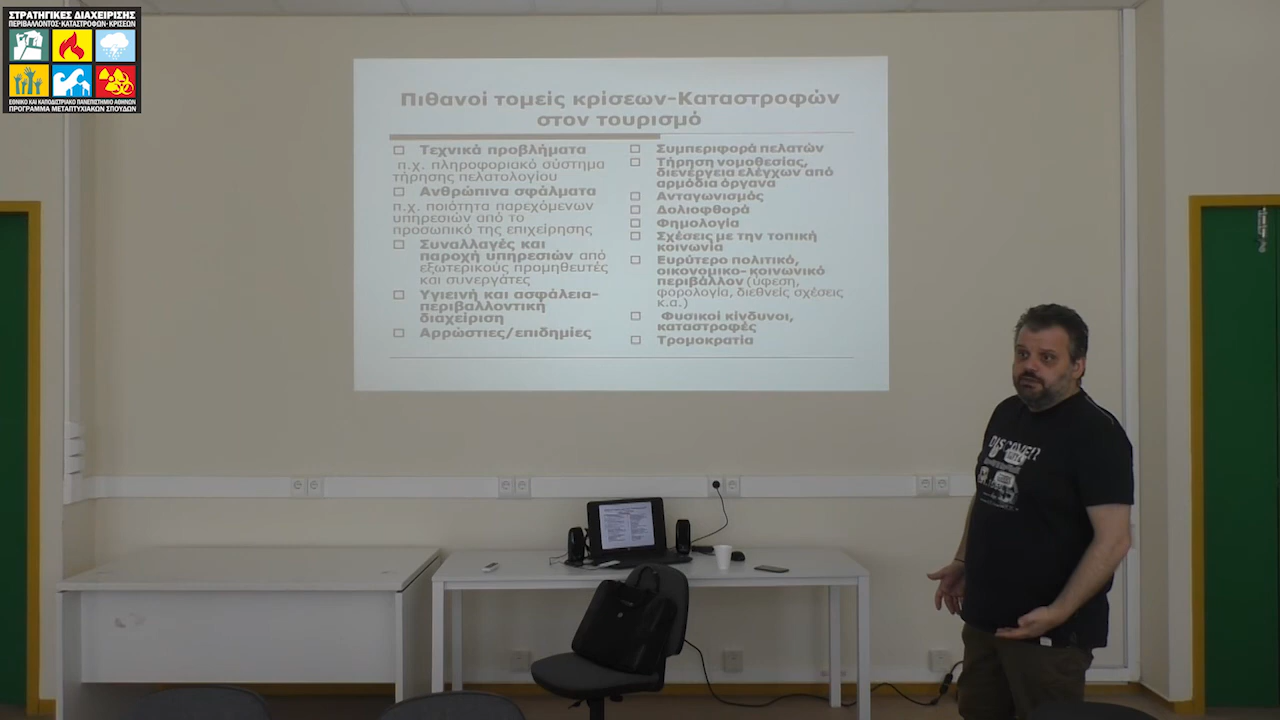 ΣΤΡΑΤΗΓΙΚΕΣ ΔΙΑΧΕΙΡΙΣΗΣ
ΠΕΡΙΒΑΛΛΟΝΤΟΣ·ΚΑΤΑΣΤΡΟΦΩΝ·ΚΡΙΣΕΩΝ
ΕΘΝΙΚΟ ΚΑΙ ΚΑΠΟΔΙΣΤΡΙΑΚΟ ΠΑΝΕΠΙΣΤΗΜΙΟ ΑΘΗΝΩΝ
ΠΡΟΓΡΑΜΜΑ ΜΕΤΑΠΤΥΧΙΑΚΩΝ ΣΠΟΥΔΩΝ
Πιθανοί τομείς κρίσεων-Καταστροφών
στον τουρισμό
Τεχνικά προβλήματα
π.χ. πληροφοριακό σύστημα
τήρησης πελατολογίου
Ανθρώπινα σφάλματα
π.χ. ποιότητα παρεχόμενων
υπηρεσιών από το
προσωπικό της επιχείρησης
Συναλλαγές και
παροχή υπηρεσιών από
εξωτερικούς προμηθευτές
και συνεργάτες
Υγιεινή και ασφάλεια-
περιβαλλοντική
διαχείριση
Αρρώστιες/επιδημίες
Συμπεριφορά πελατών
Τήρηση νομοθεσίας,
διενέργεια ελέγχων από
αρμόδια όργανα
Ανταγωνισμός
Δολιοφθορά
Φημολογία
Σχέσεις με την τοπική
κοινωνία
Ευρύτερο πολιτικό,
οικονομικο- κοινωνικό
περιβάλλον (ύφεση,
φορολογία, διεθνείς σχέσεις
κ.α.)
Φυσικοί κίνδυνοι,
καταστροφές
Τρομοκρατία
DISCOVER